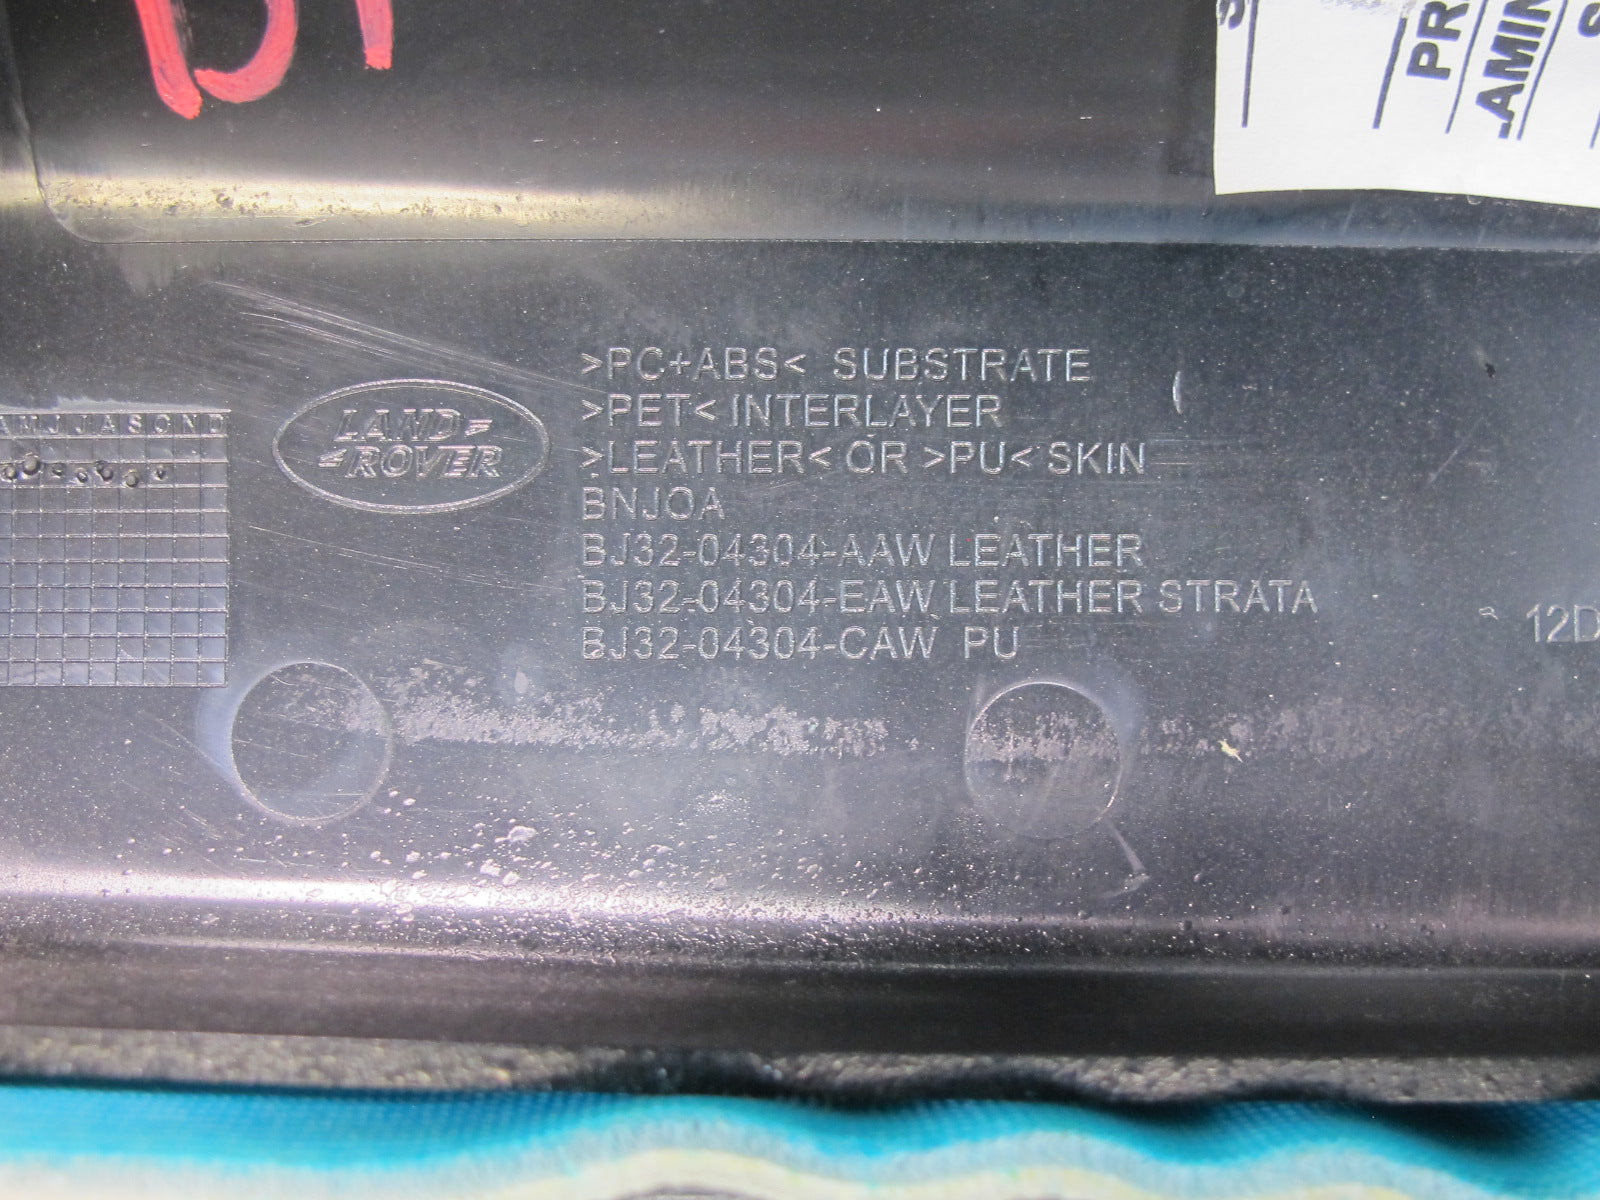 PR
AMIN
LAND
ROVER
AMJJASOND
>PC+ABS< SUBSTRATE
>PET< INTERLAYER
>LEATHER< OR >PU< SKIN
BNJOA
BJ32-04304-AAW LEATHER
BJ32-04304-EAW LEATHER STRATA
BJ32-04304-CAW PU
12D